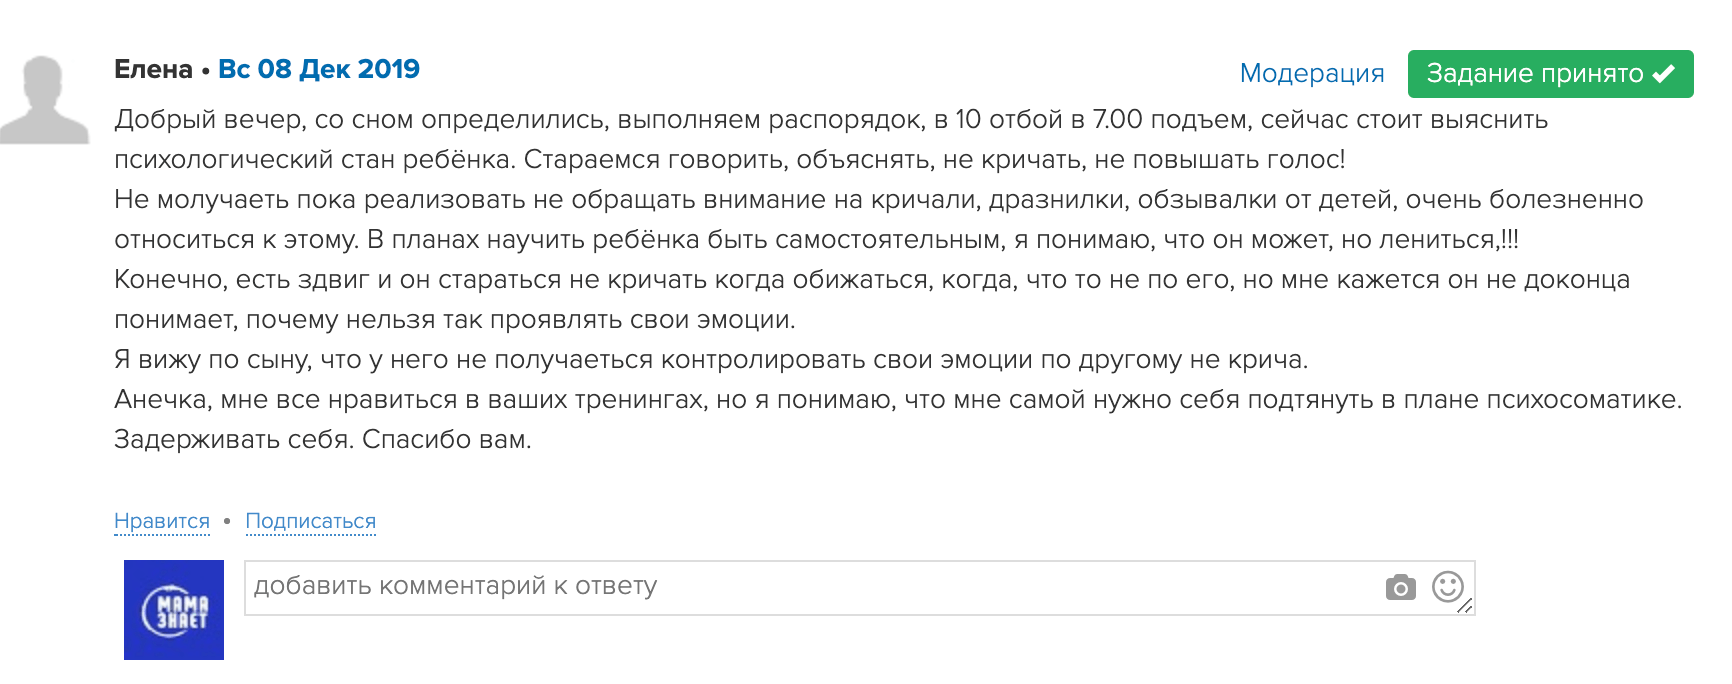 Елена • Вс 08 Дек 2019
Модерация
Задание принято
Добрый вечер, со сном определились, выполняем распорядок, в 10 отбой в 7.00 подъем, сейчас стоит выяснить
психологический стан ребёнка. Стараемся говорить, объяснять, не кричать, не повышать голос!
Не молучаеть пока реализовать не обращать внимание на кричали, дразнилки, обзывалки от детей, очень болезненно
относиться к этому. В планах научить ребёнка быть самостоятельным, я понимаю, что он может, но лениться,!!!
Конечно, есть здвиг и он стараться не кричать когда обижаться, когда, что то не по его, но мне кажется он не доконца
понимает, почему нельзя так проявлять свои эмоции.
Я вижу по сыну, что у него не получаеться контролировать свои эмоции по другому не крича.
Анечка, мне все нравиться в ваших тренингах, но я понимаю, что мне самой нужно себя подтянуть в плане психосоматике.
Задерживать себя. Спасибо вам.
Нравится • Подписаться
МАМА
ЗНАЕТ
добавить комментарий к ответу